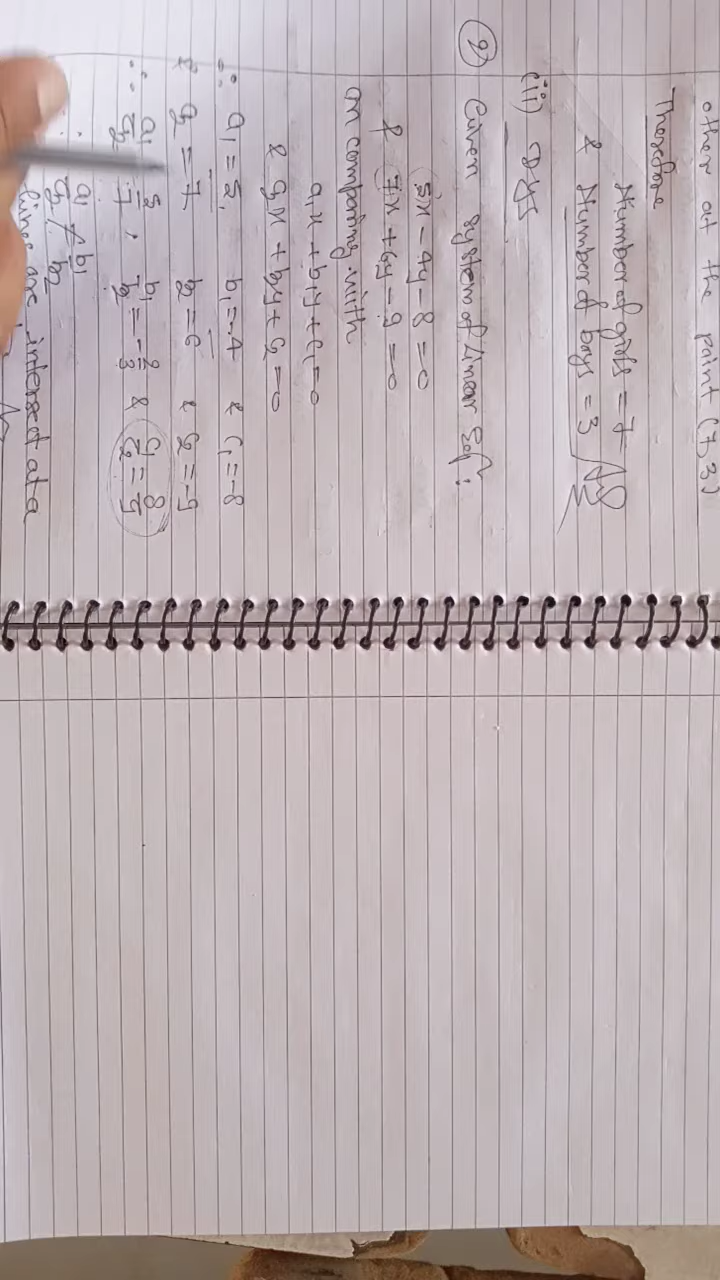 other at the point (7,3)
Therefore
Number of girls = 7
& Number of boys = 3 Ans
(ii) DYS
② Given system of linear Eqn:
5x - 4y - 8 = 0
& 7x + 6y - 9 = 0
on comparing with
a1x + b1y + c1 = 0
& a2x + b2y + c2 = 0
∴ a1 = 5, b1 = -4 & c1 = -8
& a2 = 7 b2 = 6 & c2 = -9
∴ a1/a2 = 5/7, b1/b2 = -2/3 & c1/c2 = 8/9
∴ a1/a2 ≠ b1/b2
lines are intersect at a